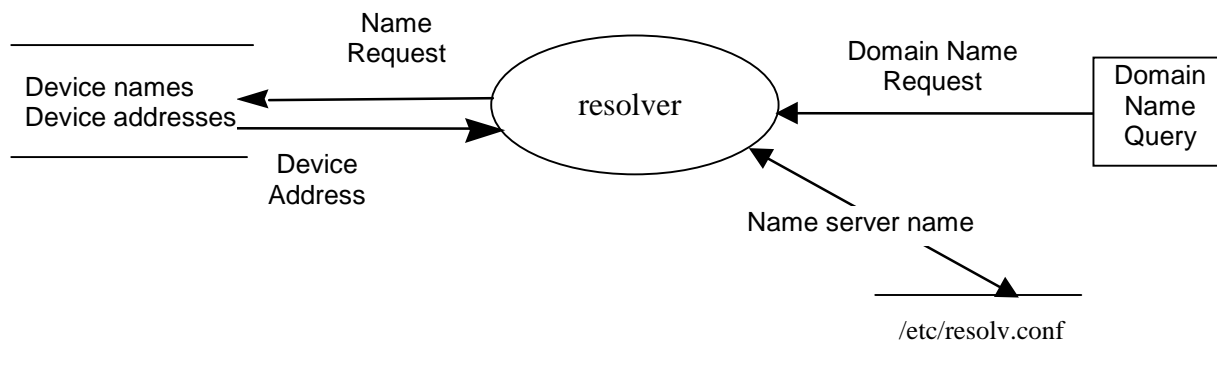 Name
Request
Device names
Device addresses
Device
Address
resolver
Domain Name
Request
Domain
Name
Query
Name server name
/etc/resolv.conf